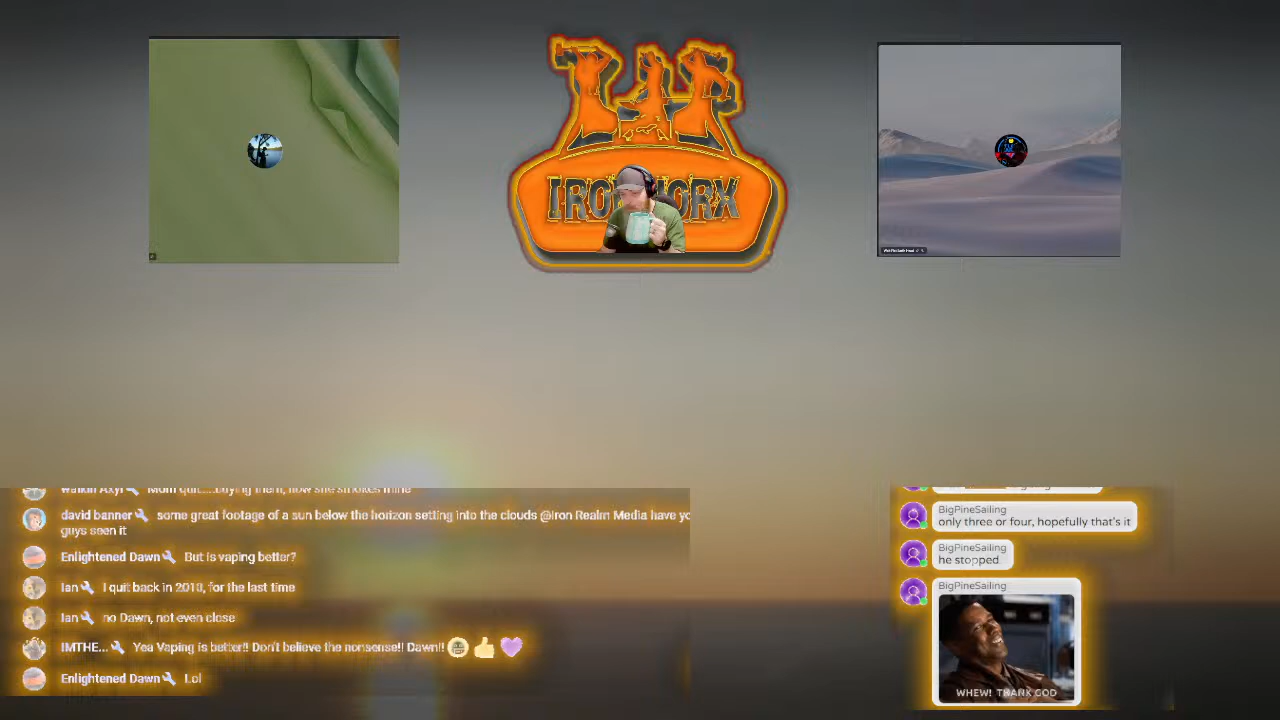 IRON WORX
david banner some great footage of a sun below the horizon setting into the clouds @Iron Realm Media have
guys seen it
Enlightened Dawn But is vaping better?
Ian I quit back in 2010, for the last time
Ian no Dawn, not even close
IMTHE... Yea Vaping is better!! Don't believe the nonsense!! Dawn!!
Enlightened Dawn Lol
BigPineSailing
only three or four, hopefully that's it
BigPineSailing
he stopped
BigPineSailing
WHEW! THANK GOD